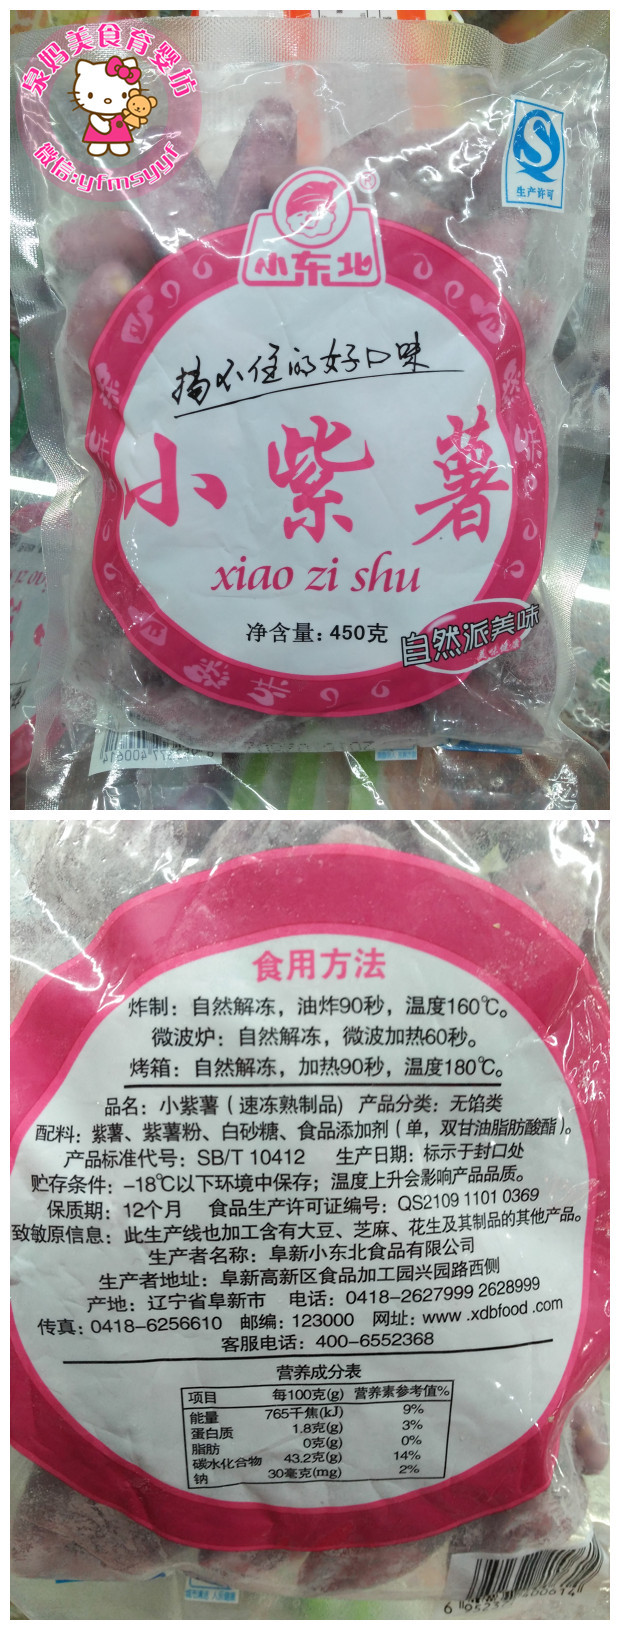 泉妈美食育婴坊
微信:yfmsyyf
生产许可
小东北
挡不住的好口味
小紫薯
xiao zi shu
净含量: 450克
自然派美味
食用方法
炸制: 自然解冻, 油炸90秒, 温度160℃。
微波炉: 自然解冻, 微波加热60秒。
烤箱: 自然解冻, 加热90秒, 温度180℃。
品名: 小紫薯 (速冻熟制品) 产品分类: 无馅类
配料: 紫薯、紫薯粉、白砂糖、食品添加剂 (单, 双甘油脂肪酸酯)。
产品标准代号: SB/T 10412 生产日期: 标示于封口处
贮存条件: -18℃以下环境中保存; 温度上升会影响产品品质。
保质期: 12个月 食品生产许可证编号: QS2109 1101 0369
致敏原信息: 此生产线也加工含有大豆、芝麻、花生及其制品的其他产品。
生产者名称: 阜新小东北食品有限公司
生产者地址: 阜新高新区食品加工园兴园路西侧
产地: 辽宁省阜新市 电话: 0418-2627999 2628999
传真: 0418-6256610 邮编: 123000 网址: www .xdbfood .com
客服电话: 400-6552368
营养成分表
项目 每100克(g) 营养素参考值%
能量 765千焦(kJ) 9%
蛋白质 1.8克(g) 3%
脂肪 0克(g) 0%
碳水化合物 43.2克(g) 14%
钠 30毫克(mg) 2%